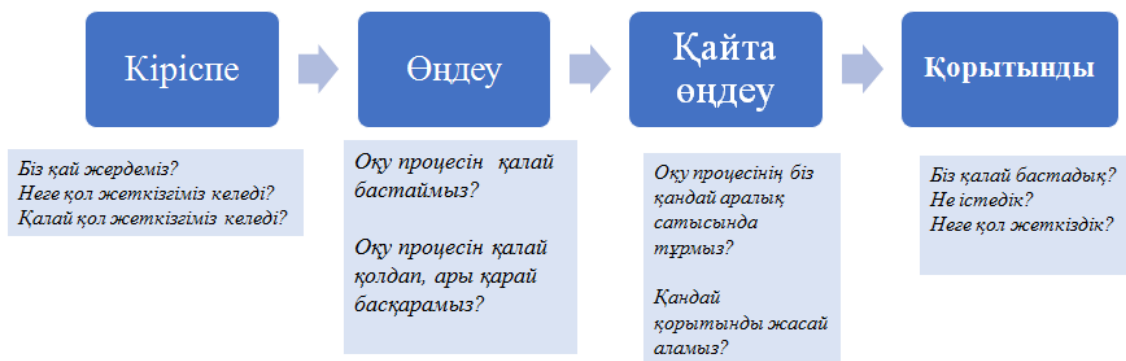 Кіріспе
Өңдеу
Қайта
өңдеу
Қорытынды
Біз қай жердеміз?
Неге қол жеткізгіміз келеді?
Қалай қол жеткізгіміз келеді?
Оқу процесін қалай
бастаймыз?
Оқу процесін қалай
қолдап, ары қарай
басқарамыз?
Оқу процесінің біз
қандай аралық
сатысында
тұрмыз?
Қандай
қорытынды жасай
аламыз?
Біз қалай бастадық?
Не істедік?
Неге қол жеткіздік?